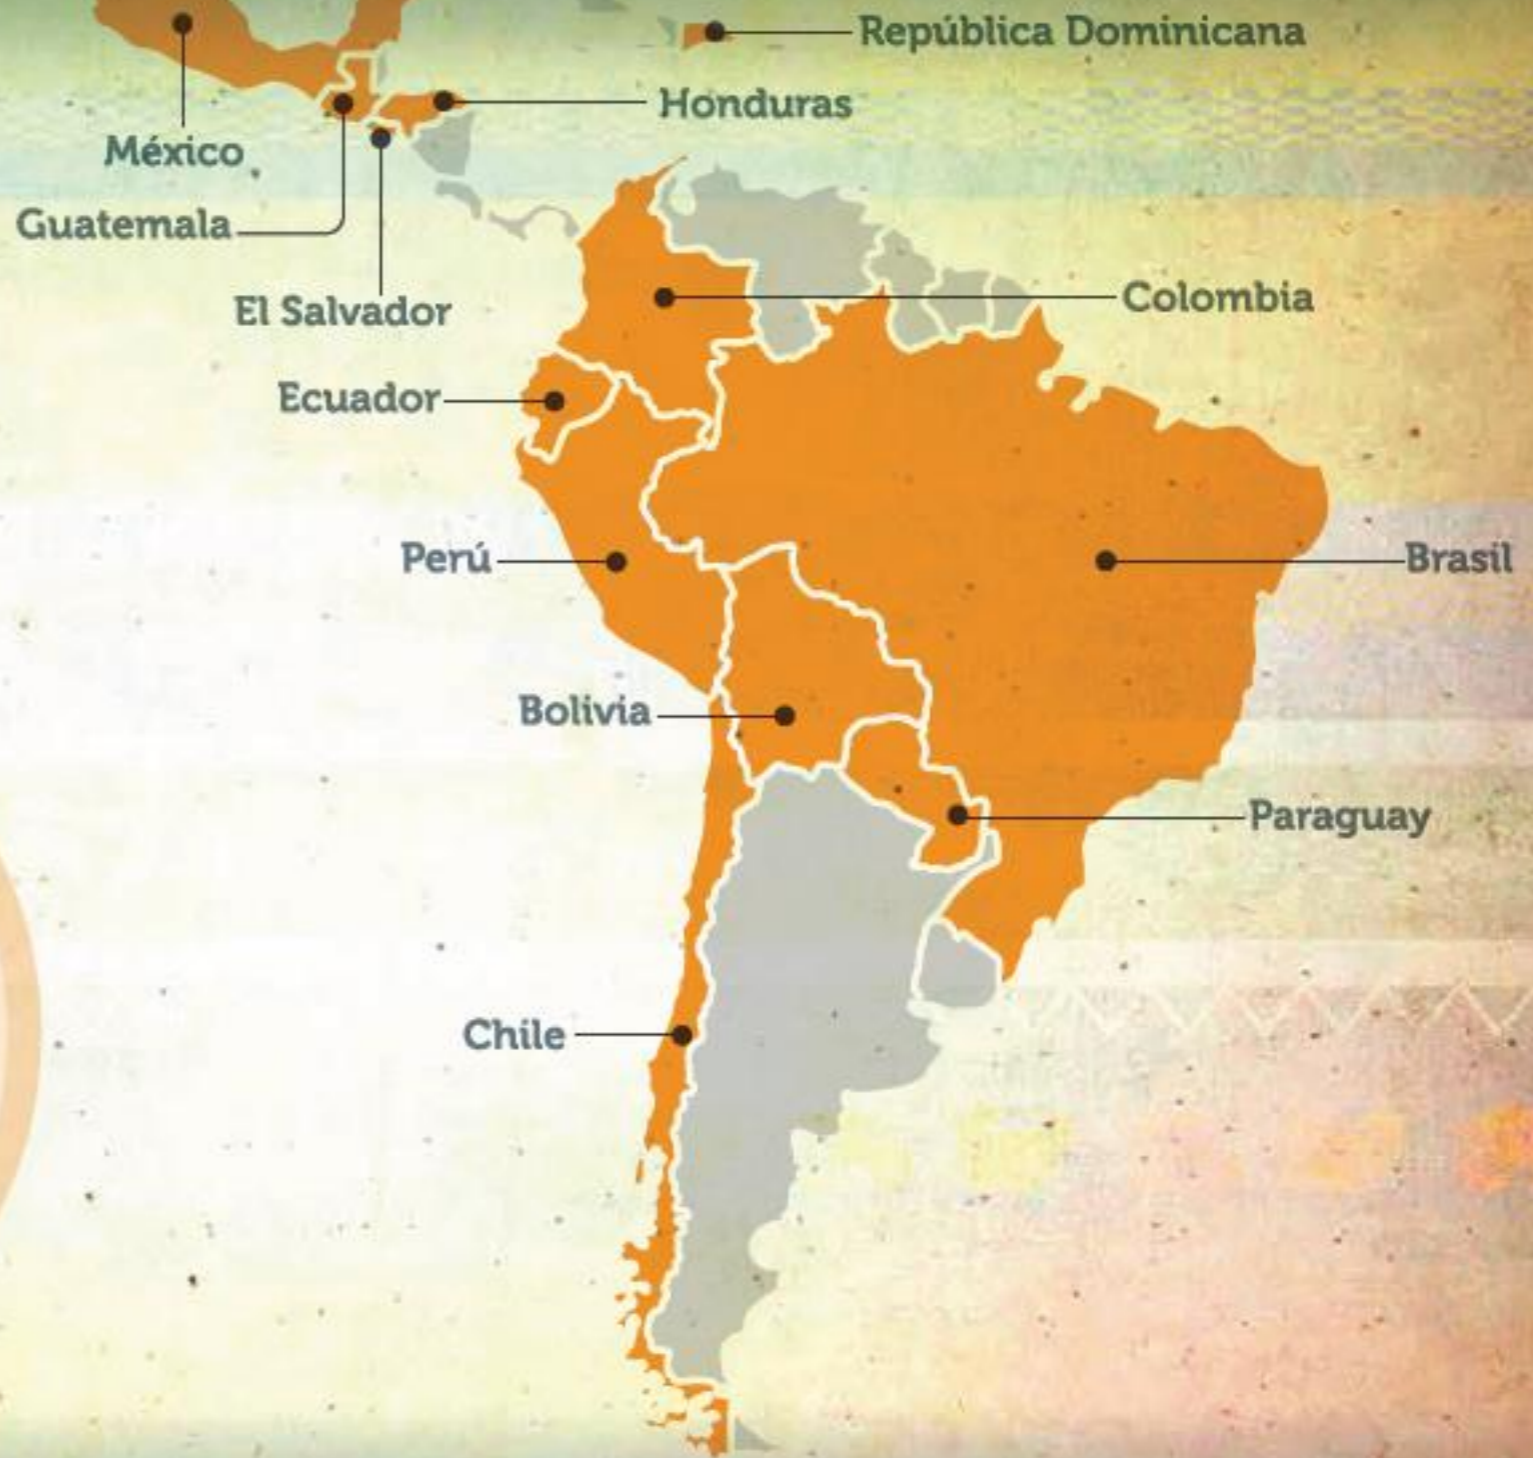 República Dominicana
Honduras
México
Guatemala
El Salvador
Colombia
Ecuador
Perú
Brasil
Bolivia
Paraguay
Chile